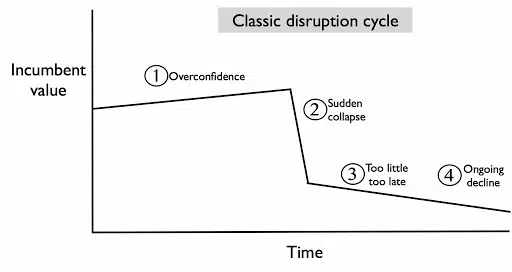 Classic disruption cycle
Incumbent
value
1 Overconfidence
2 Sudden
collapse
3 Too little
too late
4 Ongoing
decline
Time